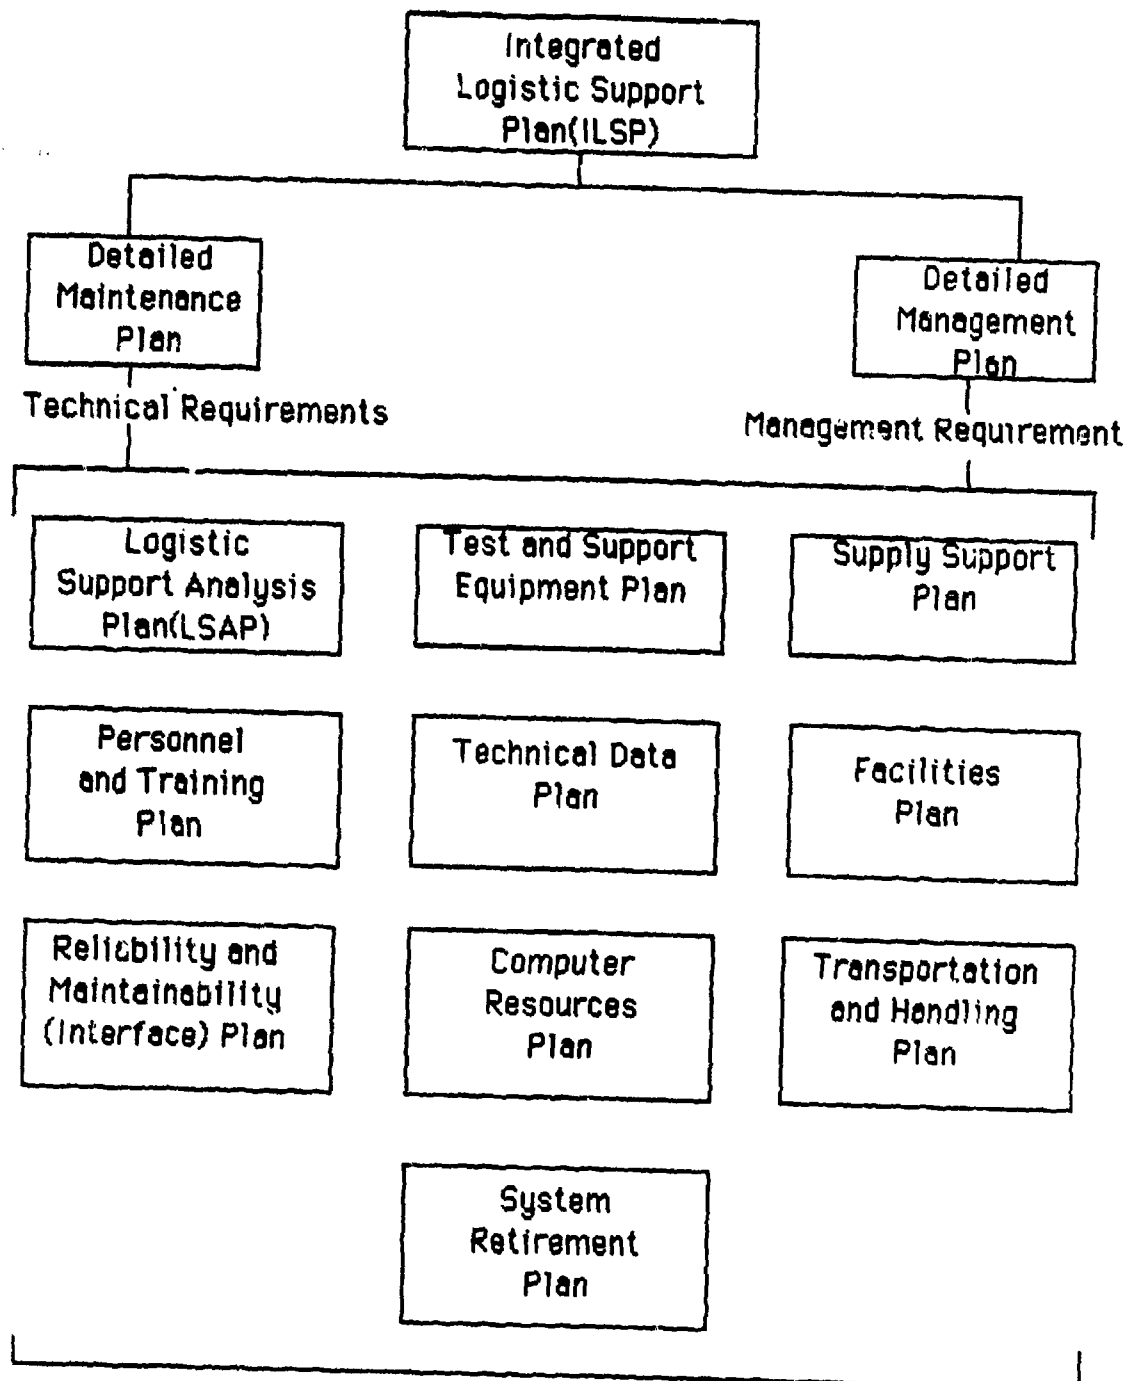 Integrated
Logistic Support
Plan(ILSP)
Detailed
Maintenance
Plan
Detailed
Management
Plan
Technical Requirements
Management Requirement
Logistic
Support Analysis
Plan(LSAP)
Test and Support
Equipment Plan
Supply Support
Plan
Personnel
and Training
Plan
Technical Data
Plan
Facilities
Plan
Reliability and
Maintainability
(Interface) Plan
Computer
Resources
Plan
Transportation
and Handling
Plan
System
Retirement
Plan